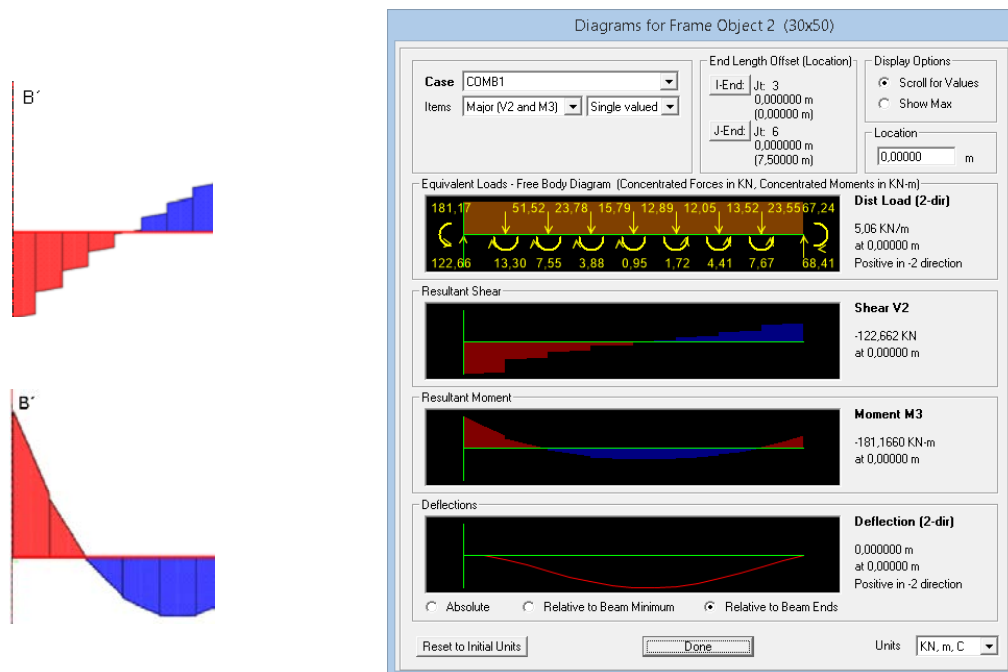 B´
B´
Diagrams for Frame Object 2 (30x50)
Case COMB1
Items Major (V2 and M3) Single valued
End Length Offset (Location)
I-End: Jt: 3
0,000000 m
(0,00000 m)
J-End: Jt: 6
0,000000 m
(7,50000 m)
Display Options
Scroll for Values
Show Max
Location
0,00000 m
Equivalent Loads - Free Body Diagram (Concentrated Forces in KN, Concentrated Moments in KN-m)
181,17 51,52 23,78 15,79 12,89 12,05 13,52 23,55 67,24
122,66 13,30 7,55 3,88 0,95 1,72 4,41 7,67 68,41
Dist Load (2-dir)
5,06 KN/m
at 0,00000 m
Positive in -2 direction
Resultant Shear
Shear V2
-122,662 KN
at 0,00000 m
Resultant Moment
Moment M3
-181,1660 KN-m
at 0,00000 m
Deflections
Deflection (2-dir)
0,000000 m
at 0,00000 m
Positive in -2 direction
Absolute Relative to Beam Minimum Relative to Beam Ends
Reset to Initial Units Done Units KN, m, C